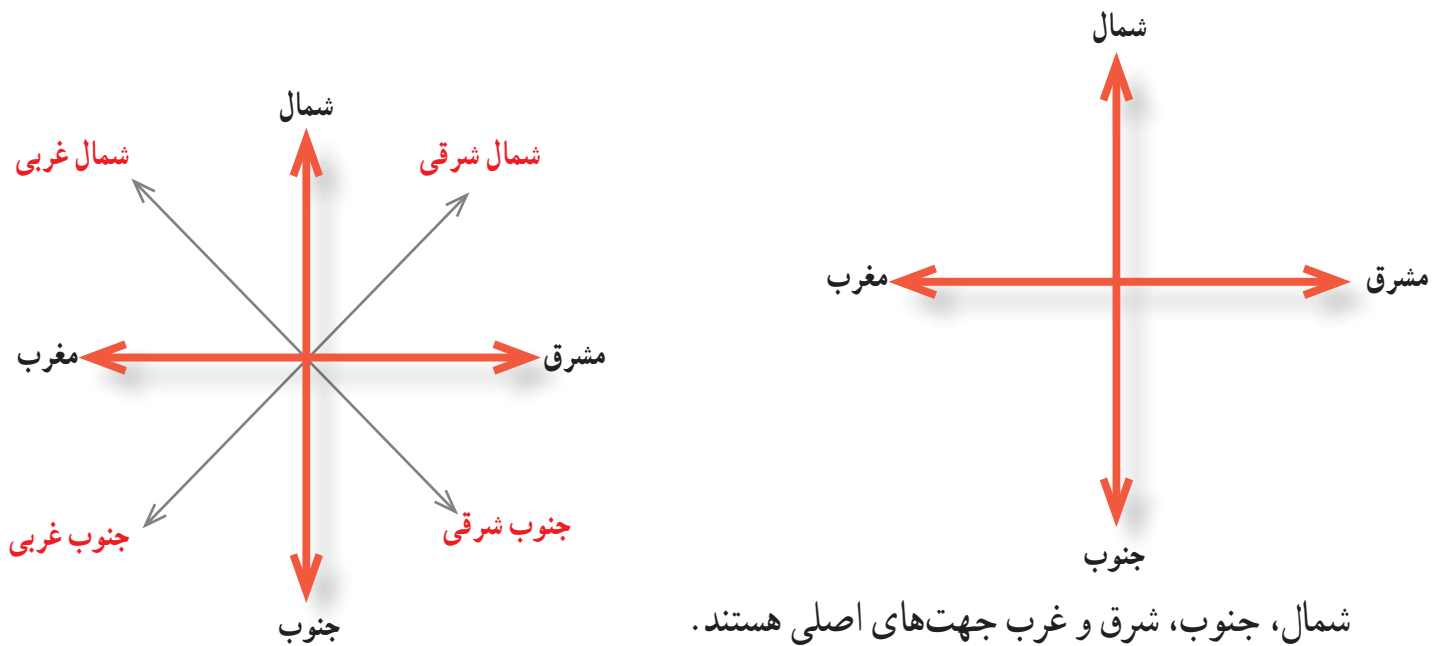 شمال
مشرق
مغرب
جنوب
شمال، جنوب، شرق و غرب جهت‌های اصلی هستند.
شمال
شمال شرقی
شمال غربی
مشرق
مغرب
جنوب شرقی
جنوب غربی
جنوب